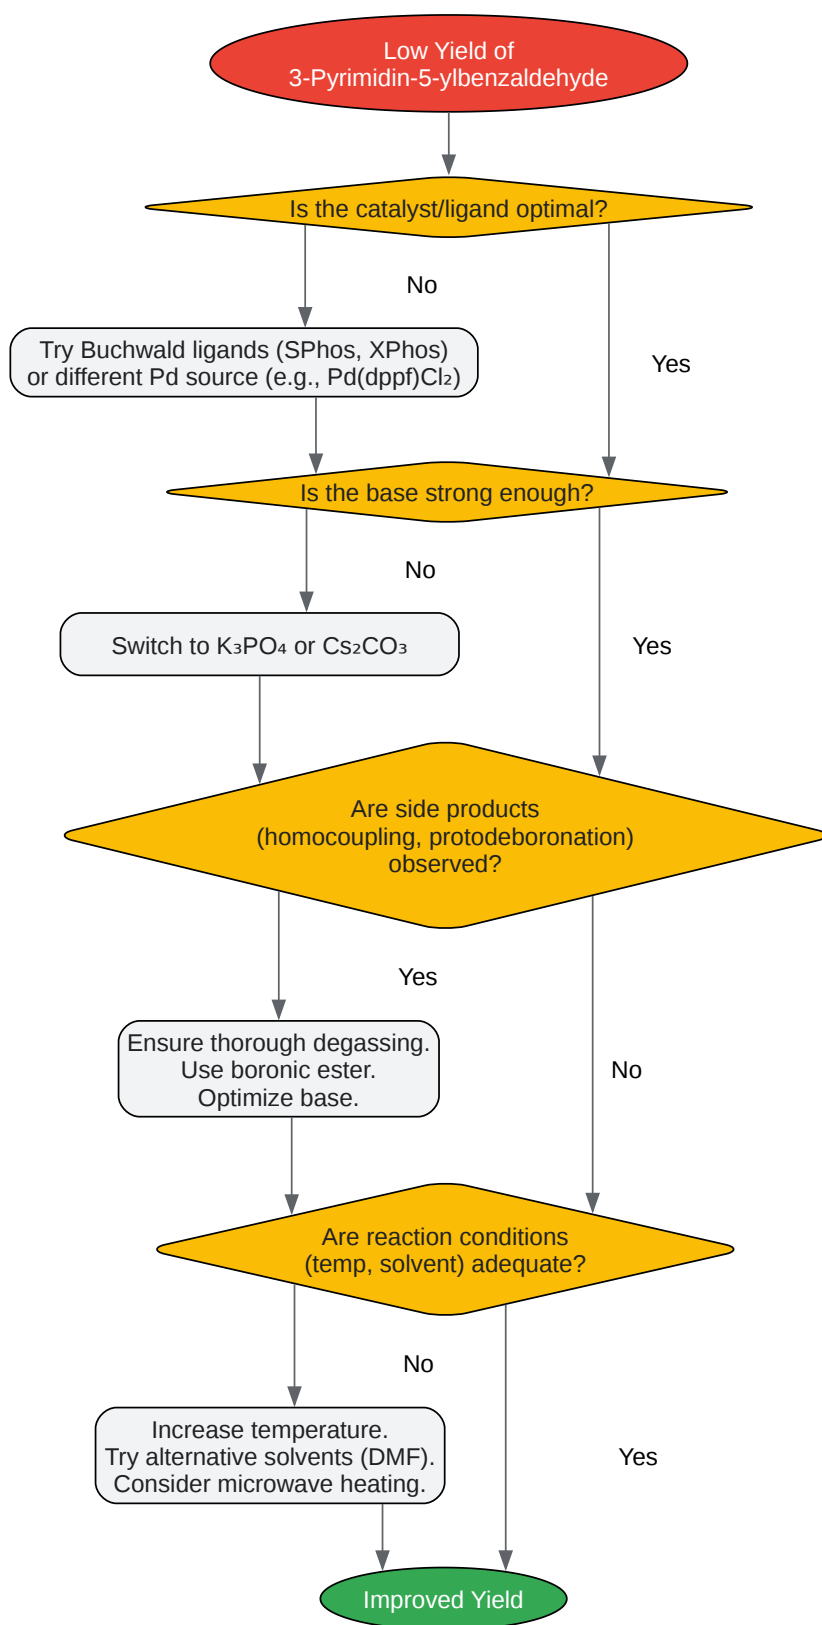 Low Yield of
3-Pyrimidin-5-ylbenzaldehyde
Is the catalyst/ligand optimal?
No
Try Buchwald ligands (SPhos, XPhos)
or different Pd source (e.g., Pd(dppf)Cl₂)
Yes
Is the base strong enough?
No
Switch to K₃PO₄ or Cs₂CO₃
Yes
Are side products
(homocoupling, protodeboronation)
observed?
Yes
Ensure thorough degassing.
Use boronic ester.
Optimize base.
No
Are reaction conditions
(temp, solvent) adequate?
No
Increase temperature.
Try alternative solvents (DMF).
Consider microwave heating.
Yes
Improved Yield